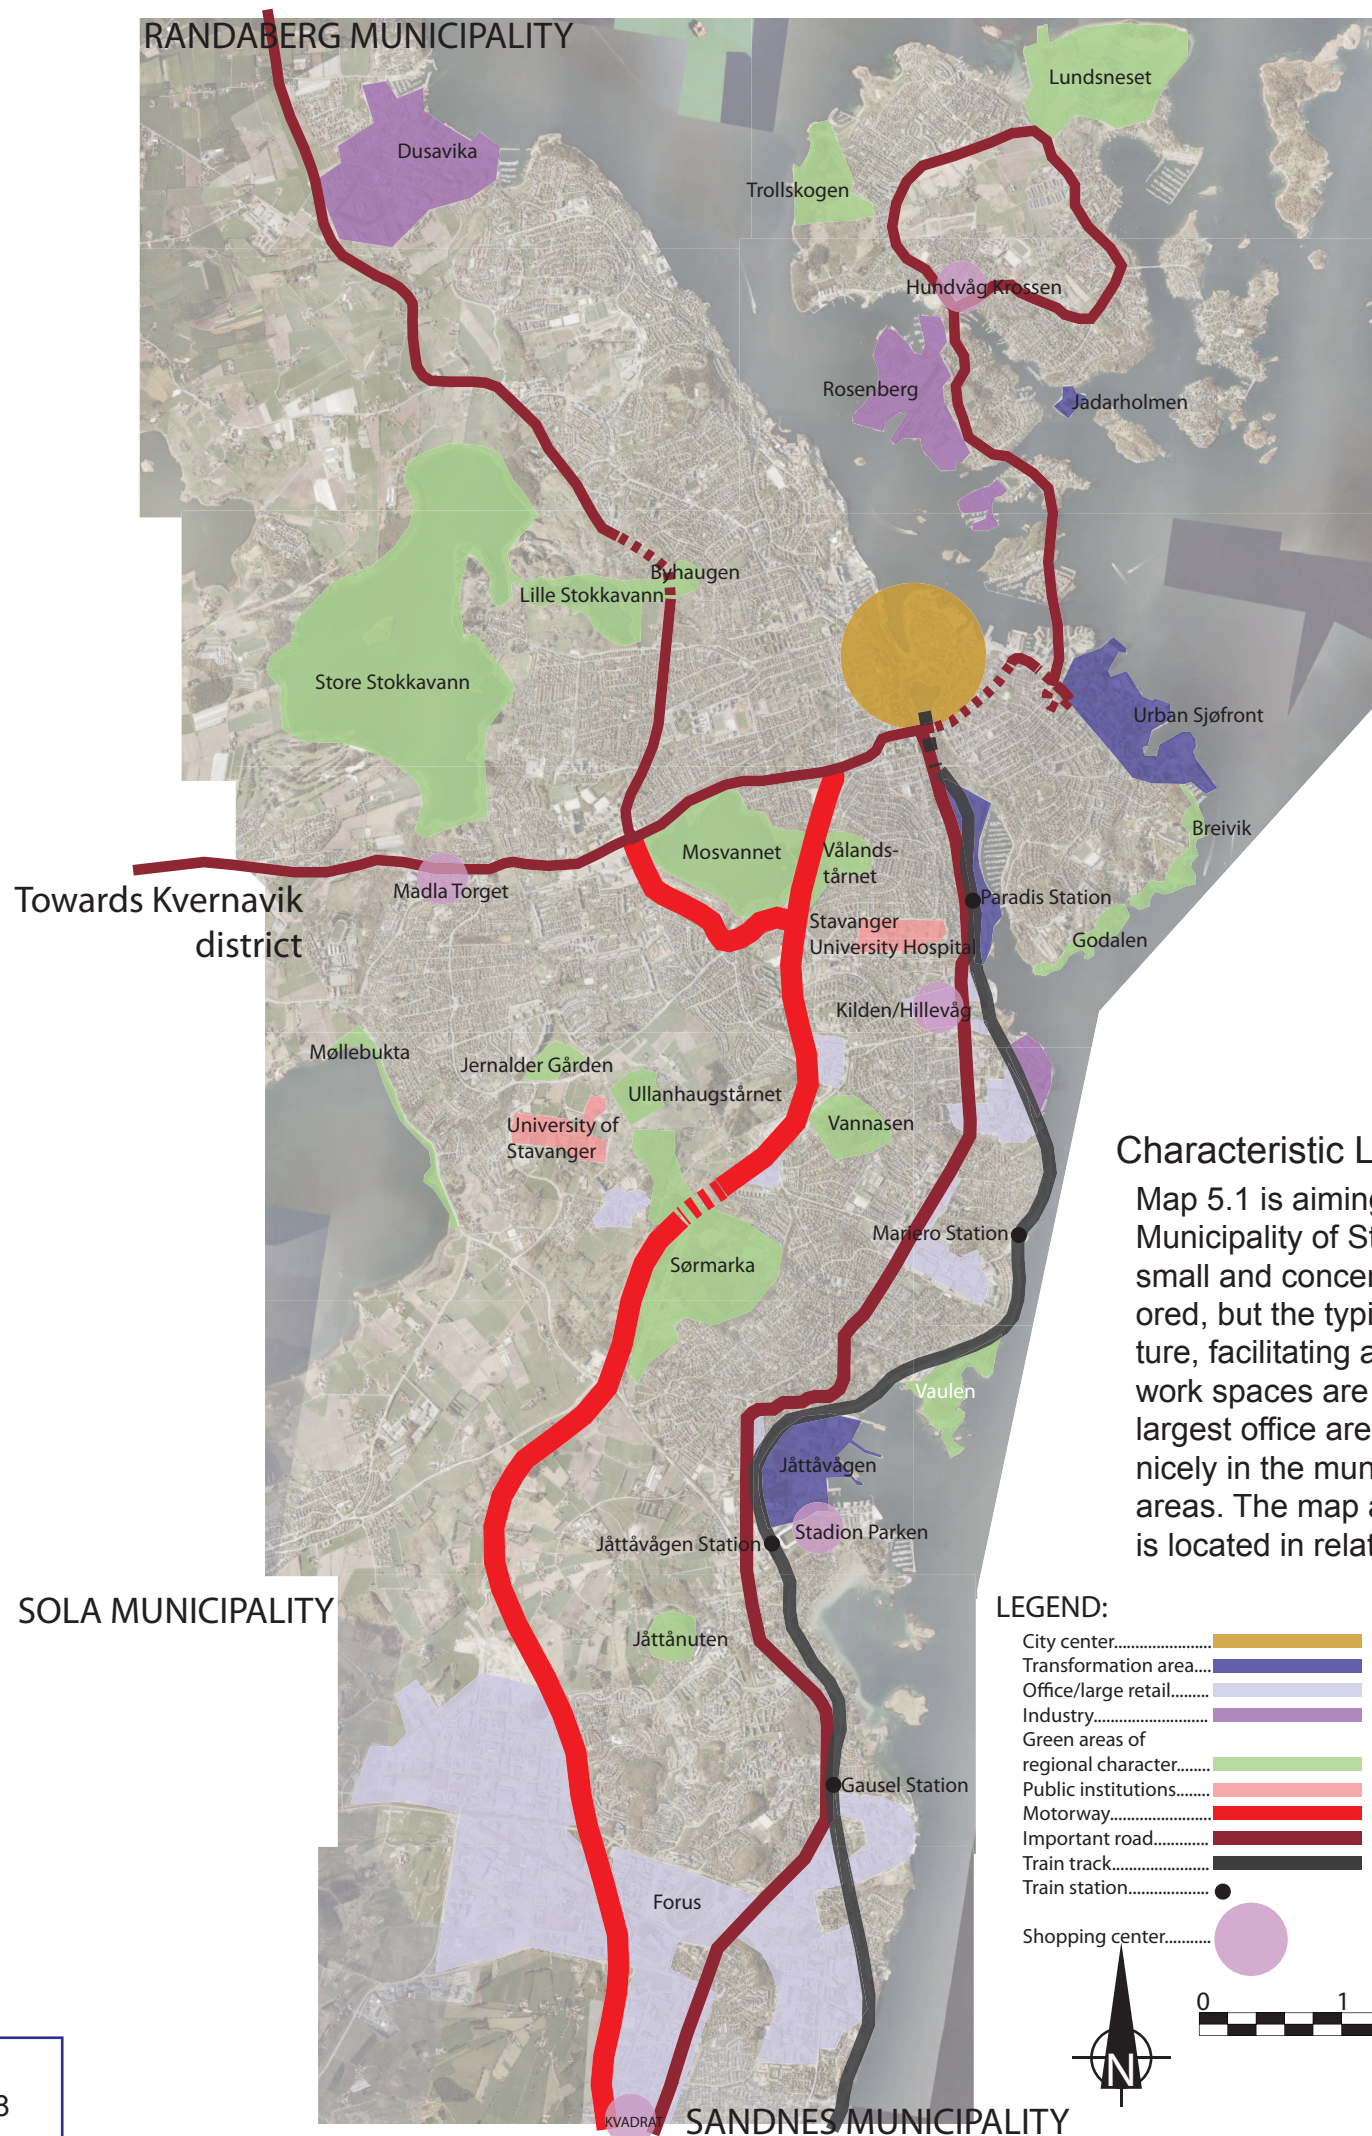 RANDABERG MUNICIPALITY
Lundsneset
Dusavika
Trollskogen
Hundvåg Krossen
Rosenberg
Jadarholmen
Byhaugen
Lille Stokkavann
Store Stokkavann
Urban Sjøfront
Breivik
Mosvannet
Vålands-
tårnet
Madla Torget
Paradis Station
Towards Kvernavik
district
Stavanger
University Hospital
Godalen
Kilden/Hillevåg
Møllebukta
Jernalder Gården
Ullanhaugstårnet
University of
Stavanger
Vannasen
Mariero Station
Sørmarka
Vaulen
Jåttåvågen
Stadion Parken
Jåttåvågen Station
Jåttånuten
SOLA MUNICIPALITY
Gausel Station
Forus
KVADRAT
SANDNES MUNICIPALITY
Characteristic L
Map 5.1 is aiming
Municipality of St
small and concer
ored, but the typi
ture, facilitating a
work spaces are
largest office are
nicely in the mun
areas. The map a
is located in relat
LEGEND:
City center
Transformation area
Office/large retail
Industry
Green areas of
regional character
Public institutions
Motorway
Important road
Train track
Train station
Shopping center
0 1
N